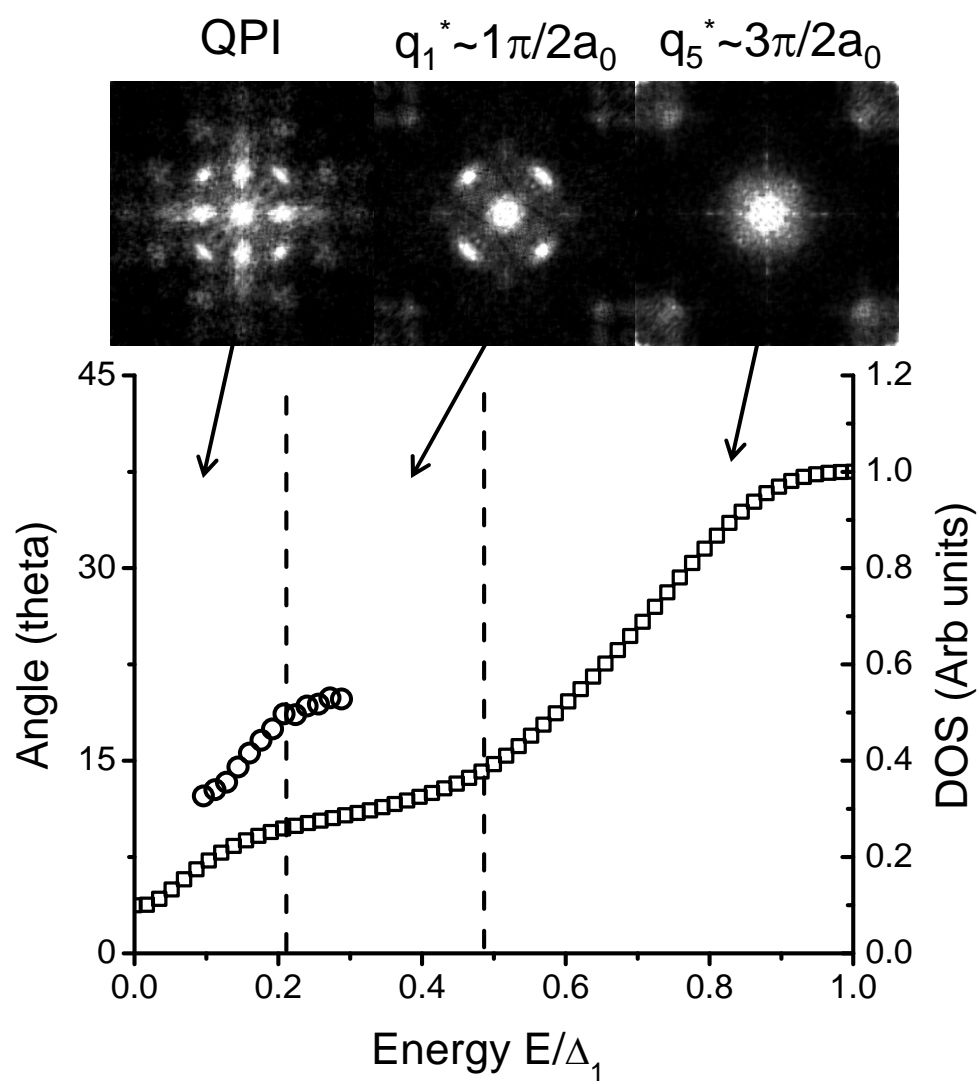 QPI q₁*~1π/2a₀ q₅*~3π/2a₀
45 1.2
1.0
30 0.8
0.6
15 0.4
0.2
0 0.0
0.0 0.2 0.4 0.6 0.8 1.0
Angle (theta)
DOS (Arb units)
Energy E/Δ₁